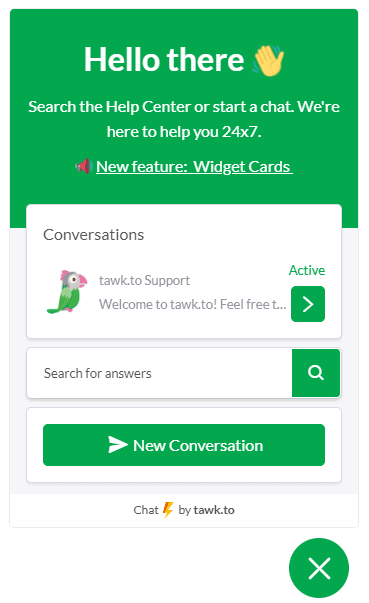 Hello there 👋
Search the Help Center or start a chat. We're
here to help you 24x7.
📣 New feature: Widget Cards
Conversations
Active
tawk.to Support
Welcome to tawk.to! Feel free t...
Search for answers
New Conversation
Chat ⚡ by tawk.to